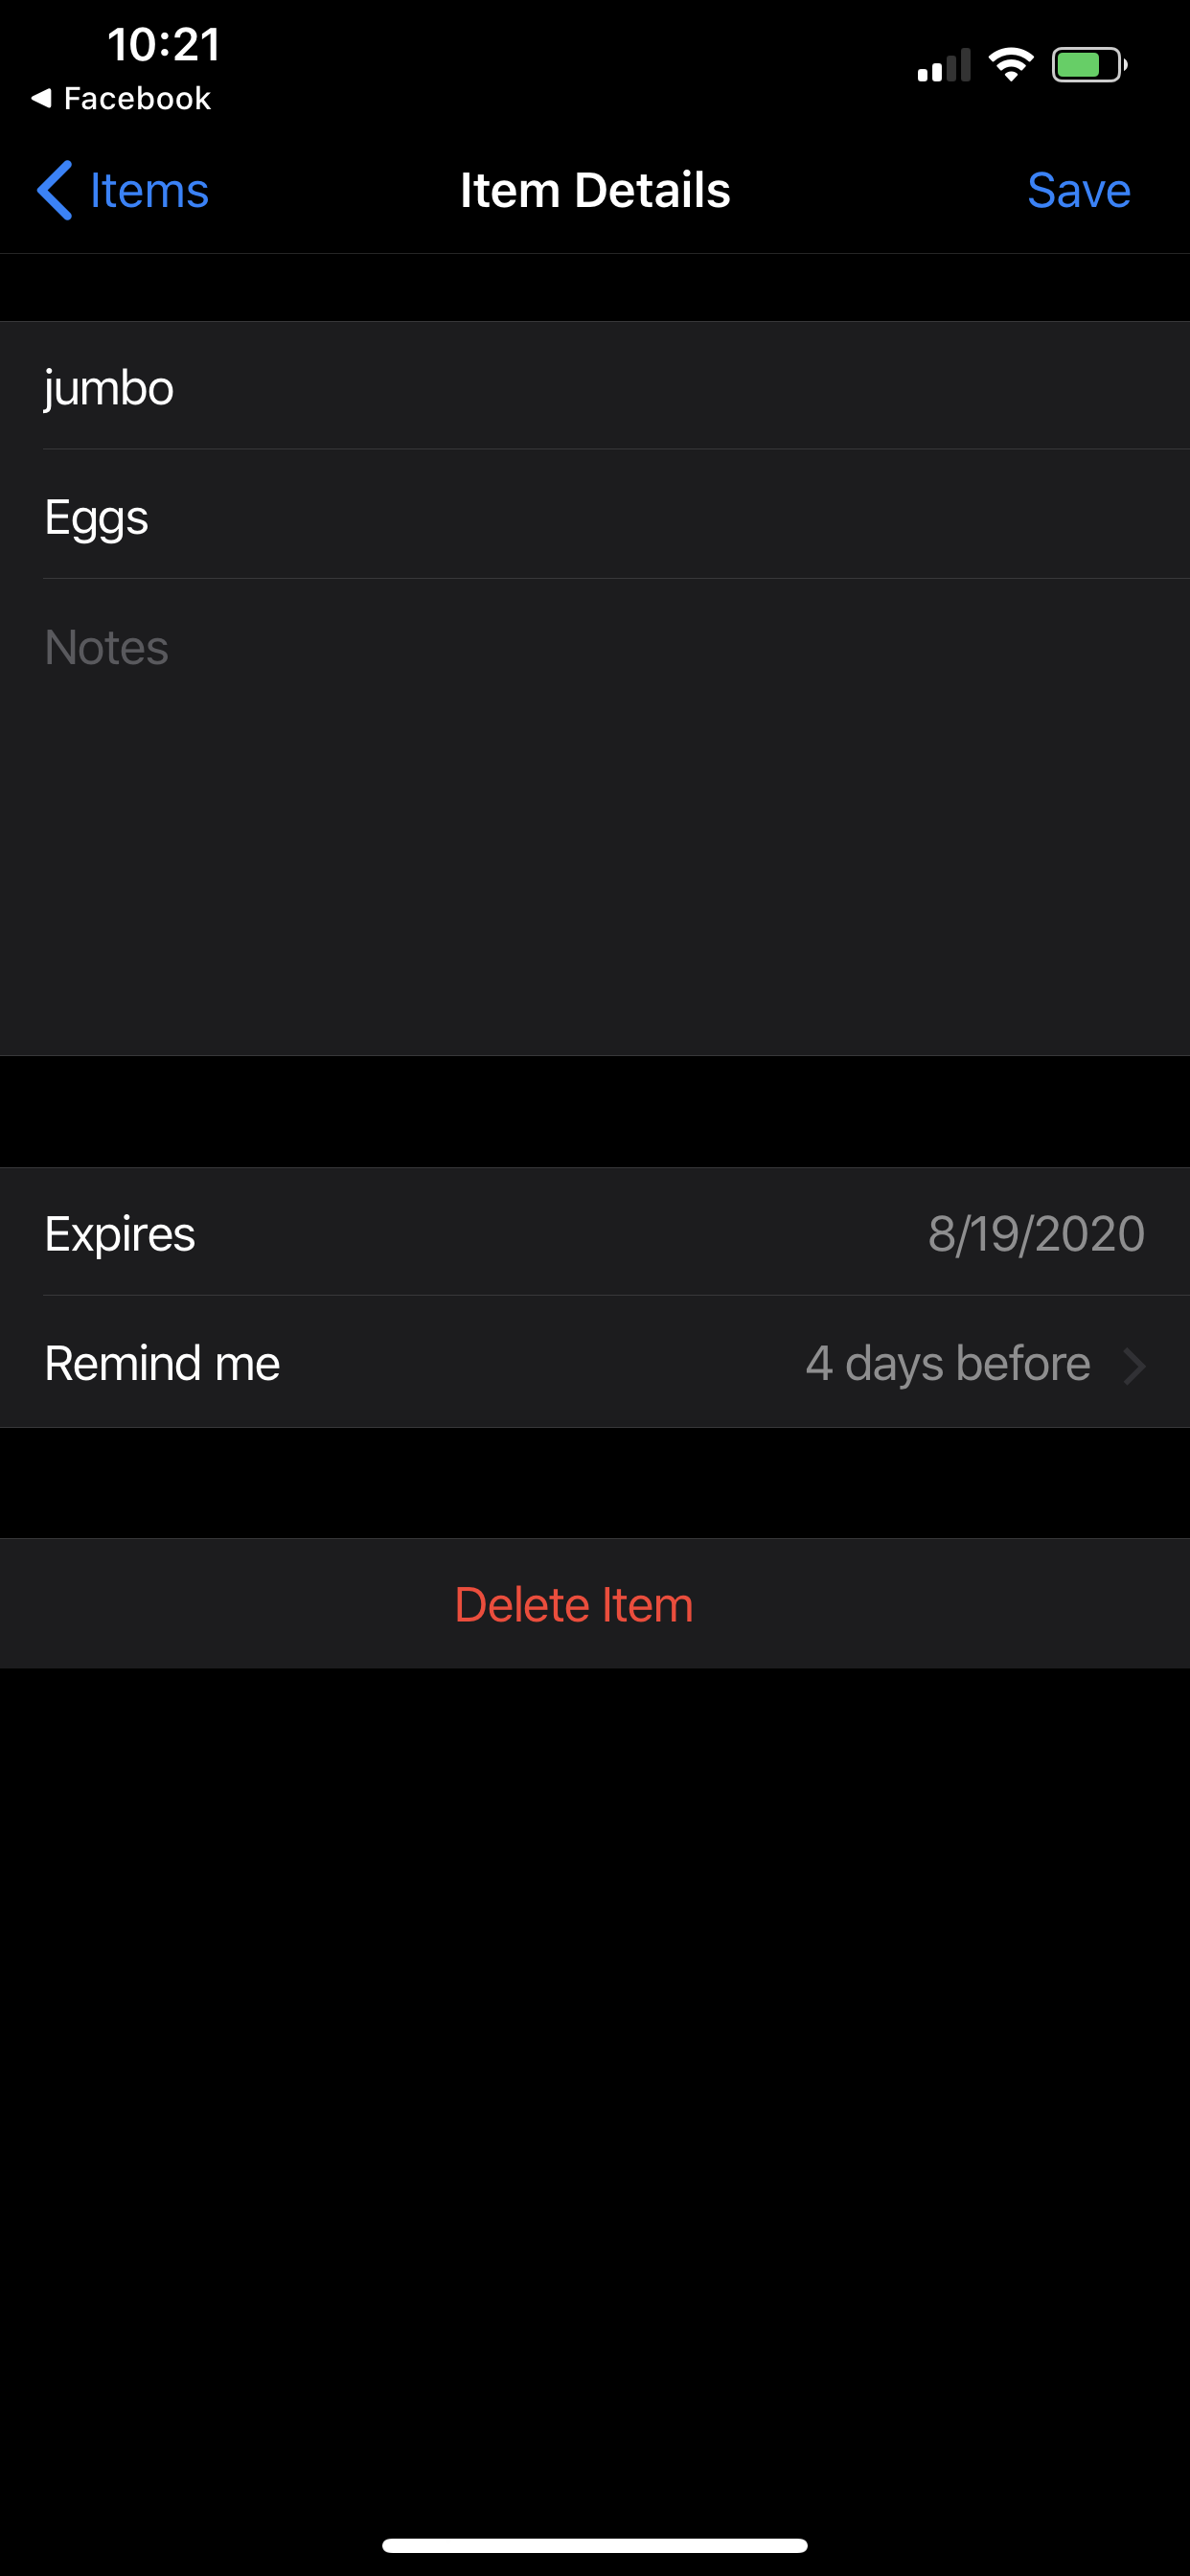 10:21
◀ Facebook
Items Item Details Save
jumbo
Eggs
Notes
Expires 8/19/2020
Remind me 4 days before
Delete Item